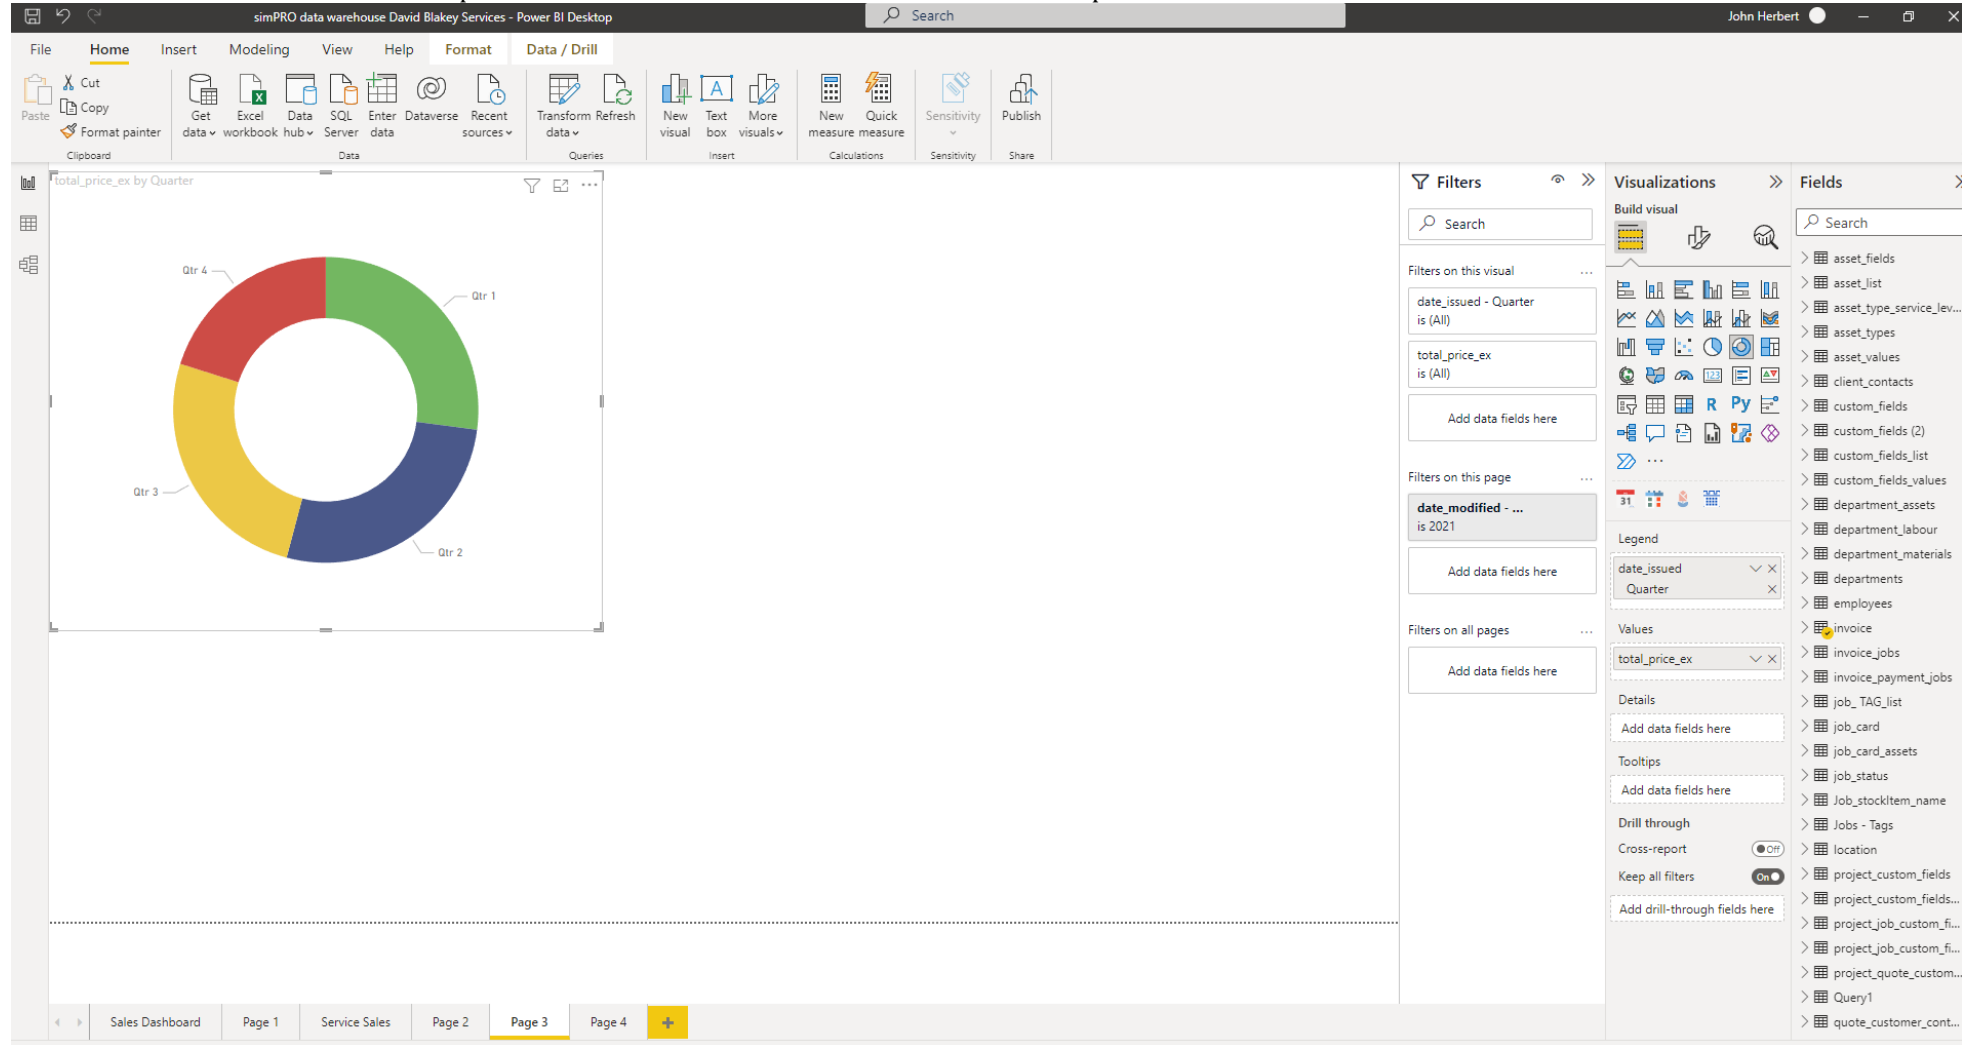 simPRO data warehouse David Blakey Services - Power BI Desktop
Search
John Herbert
File Home Insert Modeling View Help Format Data / Drill
Paste
Cut
Copy
Format painter
Clipboard
Get data
Excel workbook
Data hub
SQL Server
Enter data
Dataverse
Recent sources
Data
Transform data
Refresh
Queries
New visual
Text box
More visuals
Insert
New measure
Quick measure
Calculations
Sensitivity
Sensitivity
Publish
Share
total_price_ex by Quarter
Qtr 4
Qtr 1
Qtr 3
Qtr 2
Filters
Search
Filters on this visual
date_issued - Quarter
is (All)
total_price_ex
is (All)
Add data fields here
Filters on this page
date_modified - ...
is 2021
Add data fields here
Filters on all pages
Add data fields here
Visualizations
Build visual
123
R
Py
31
Legend
date_issued
Quarter
Values
total_price_ex
Details
Add data fields here
Tooltips
Add data fields here
Drill through
Cross-report
Off
Keep all filters
On
Add drill-through fields here
Fields
Search
asset_fields
asset_list
asset_type_service_lev...
asset_types
asset_values
client_contacts
custom_fields
custom_fields (2)
custom_fields_list
custom_fields_values
department_assets
department_labour
department_materials
departments
employees
invoice
invoice_jobs
invoice_payment_jobs
job_ TAG_list
job_card
job_card_assets
job_status
Job_stockItem_name
Jobs - Tags
location
project_custom_fields
project_custom_fields...
project_job_custom_fi...
project_job_custom_fi...
project_quote_custom...
Query1
quote_customer_cont...
Sales Dashboard
Page 1
Service Sales
Page 2
Page 3
Page 4